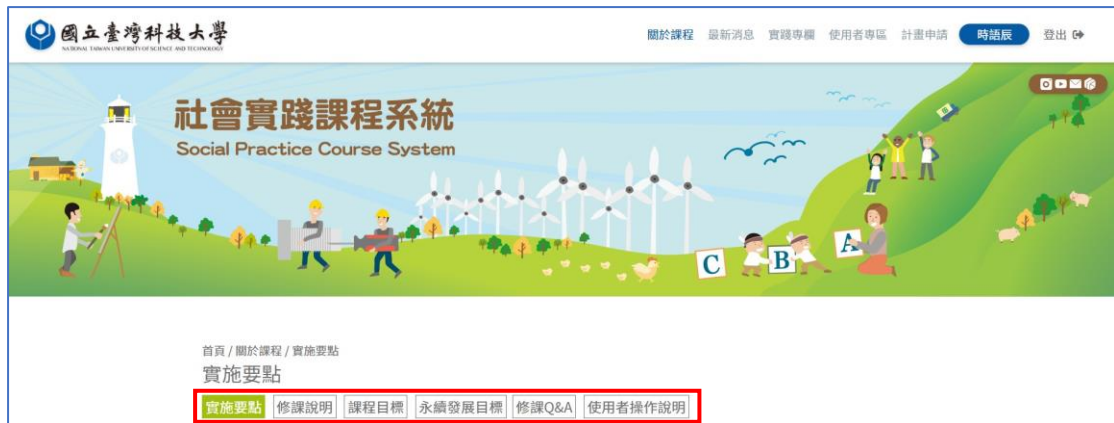 國立臺灣科技大學
NATIONAL TAIWAN UNIVERSITY OF SCIENCE AND TECHNOLOGY
關於課程 最新消息 實踐專欄 使用者專區 計畫申請 時語辰 登出
社會實踐課程系統
Social Practice Course System
C B A
首頁 / 關於課程 / 實施要點
實施要點
實施要點 修課說明 課程目標 永續發展目標 修課Q&A 使用者操作說明